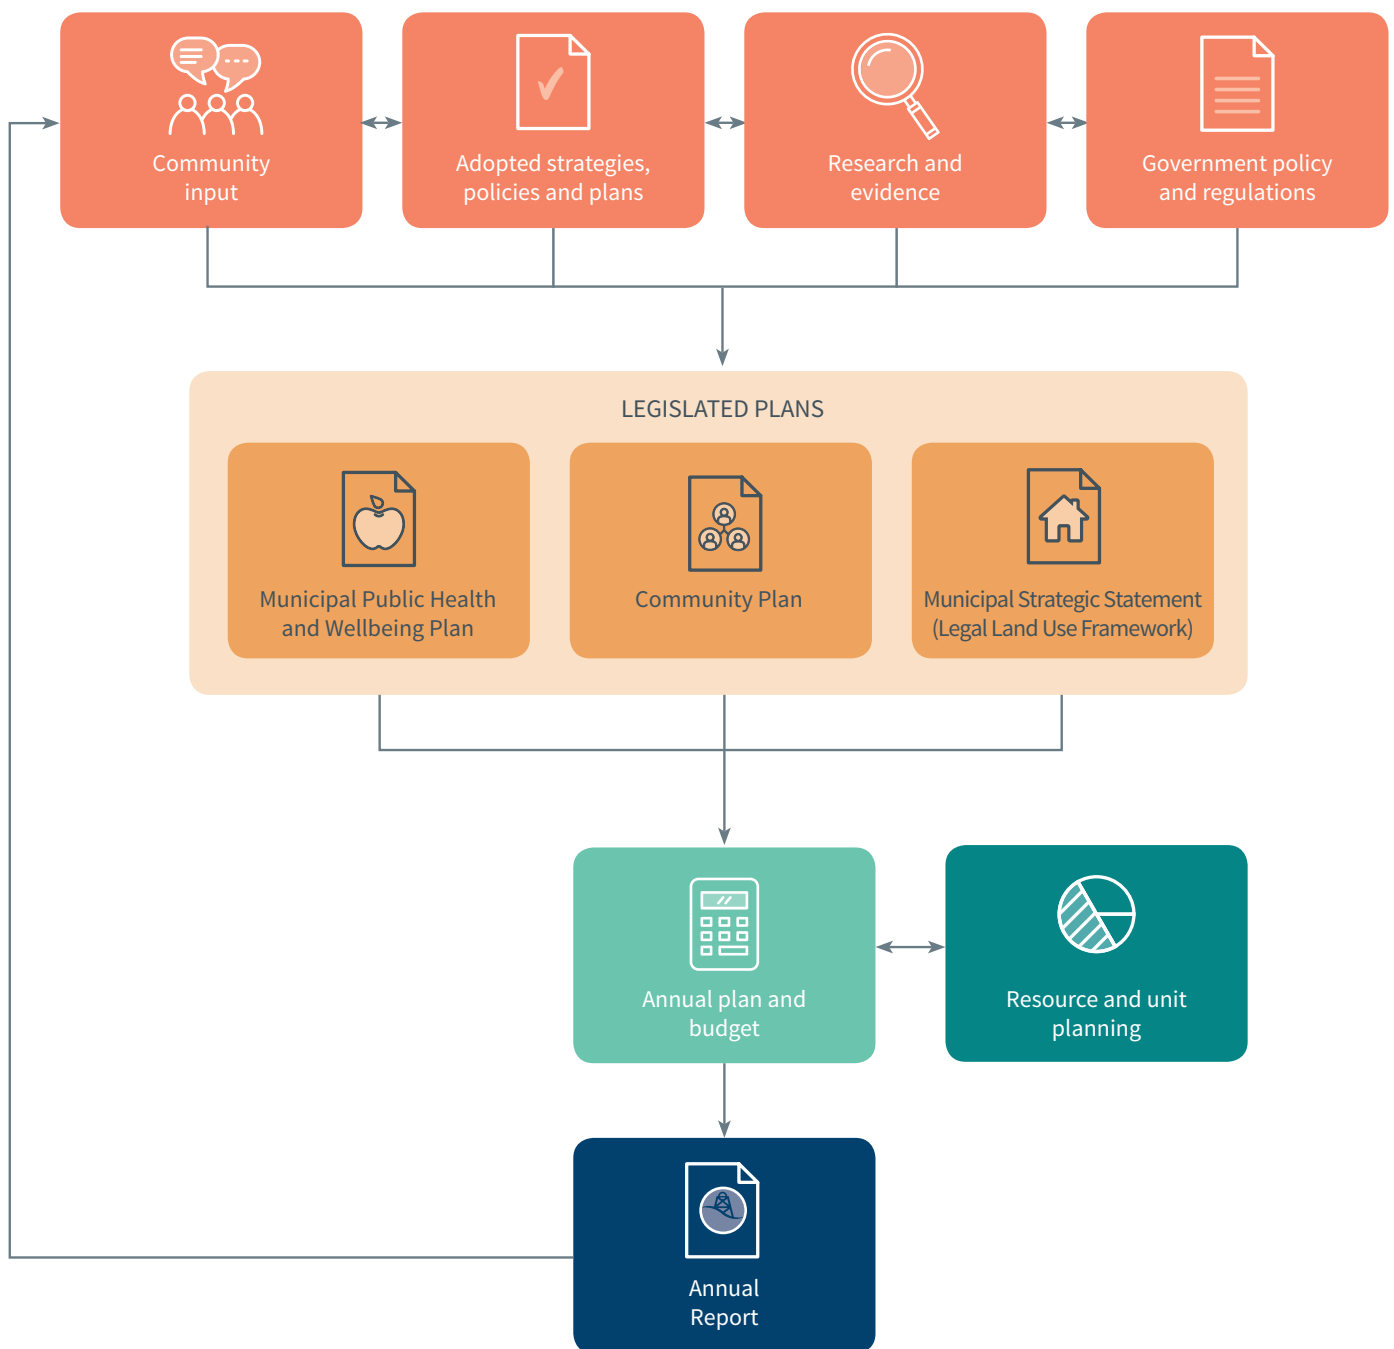 Community
input
Adopted strategies,
policies and plans
Research and
evidence
Government policy
and regulations
LEGISLATED PLANS
Municipal Public Health
and Wellbeing Plan
Community Plan
Municipal Strategic Statement
(Legal Land Use Framework)
Annual plan and
budget
Resource and unit
planning
Annual
Report